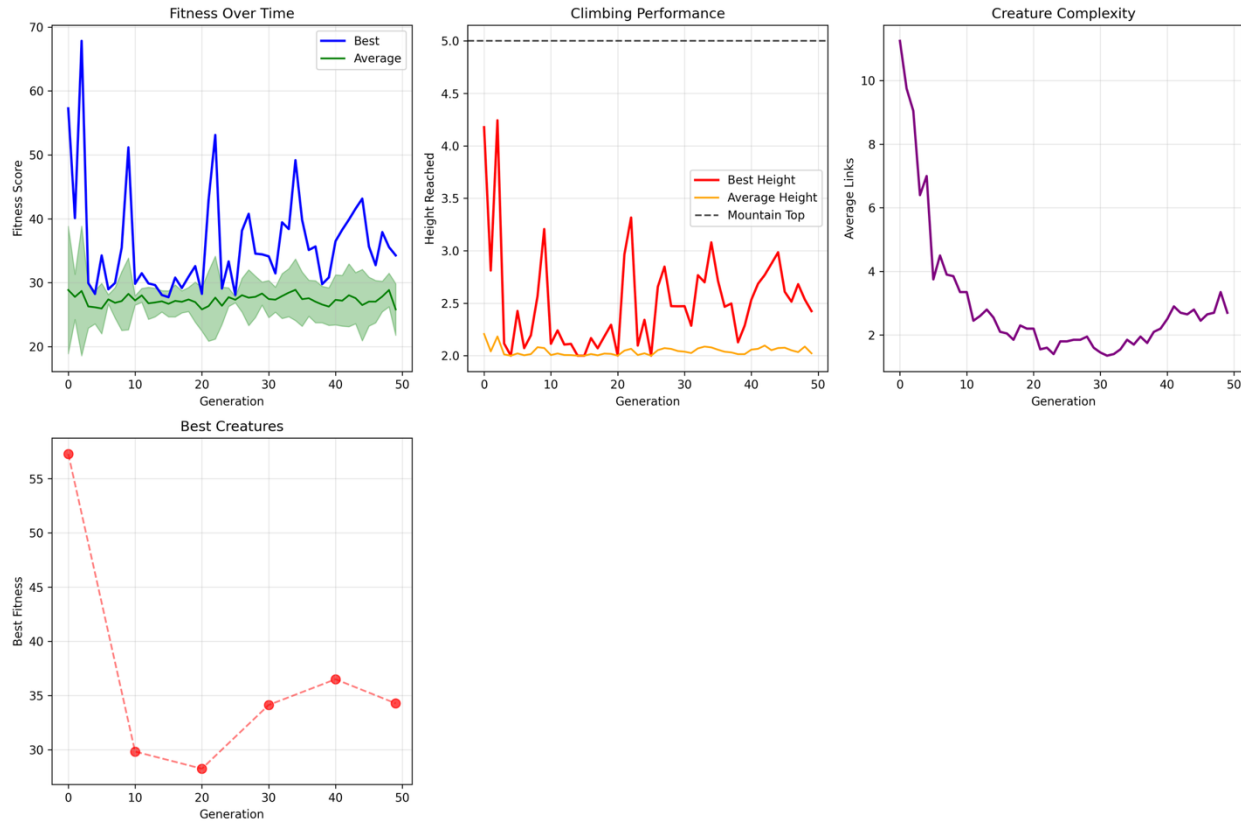 Fitness Over Time
Fitness Score
70
60
50
40
30
20
Best
Average
0 10 20 30 40 50
Generation
Climbing Performance
Height Reached
5.0
4.5
4.0
3.5
3.0
2.5
2.0
Best Height
Average Height
Mountain Top
0 10 20 30 40 50
Generation
Creature Complexity
Average Links
10
8
6
4
2
0 10 20 30 40 50
Generation
Best Creatures
Best Fitness
55
50
45
40
35
30
0 10 20 30 40 50
Generation